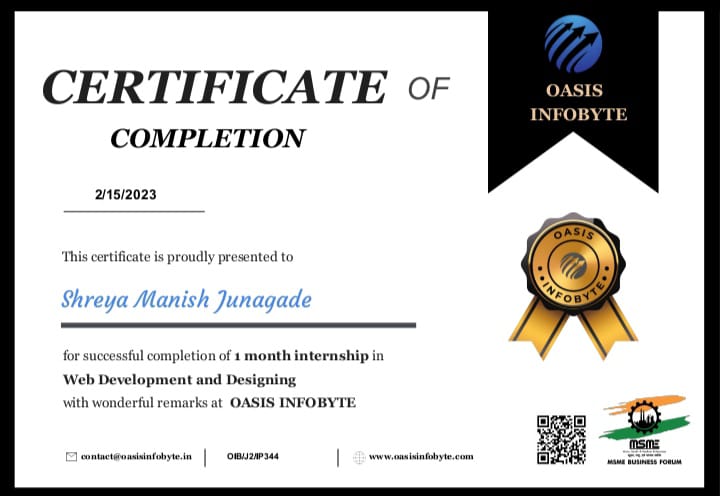 CERTIFICATE OF
COMPLETION
OASIS
INFOBYTE
2/15/2023
This certificate is proudly presented to
Shreya Manish Junagade
for successful completion of 1 month internship in
Web Development and Designing
with wonderful remarks at OASIS INFOBYTE
OASIS
INFOBYTE
contact@oasisinfobyte.in
OIB/J2/IP344
www.oasisinfobyte.com
MSME
MSME BUSINESS FORUM